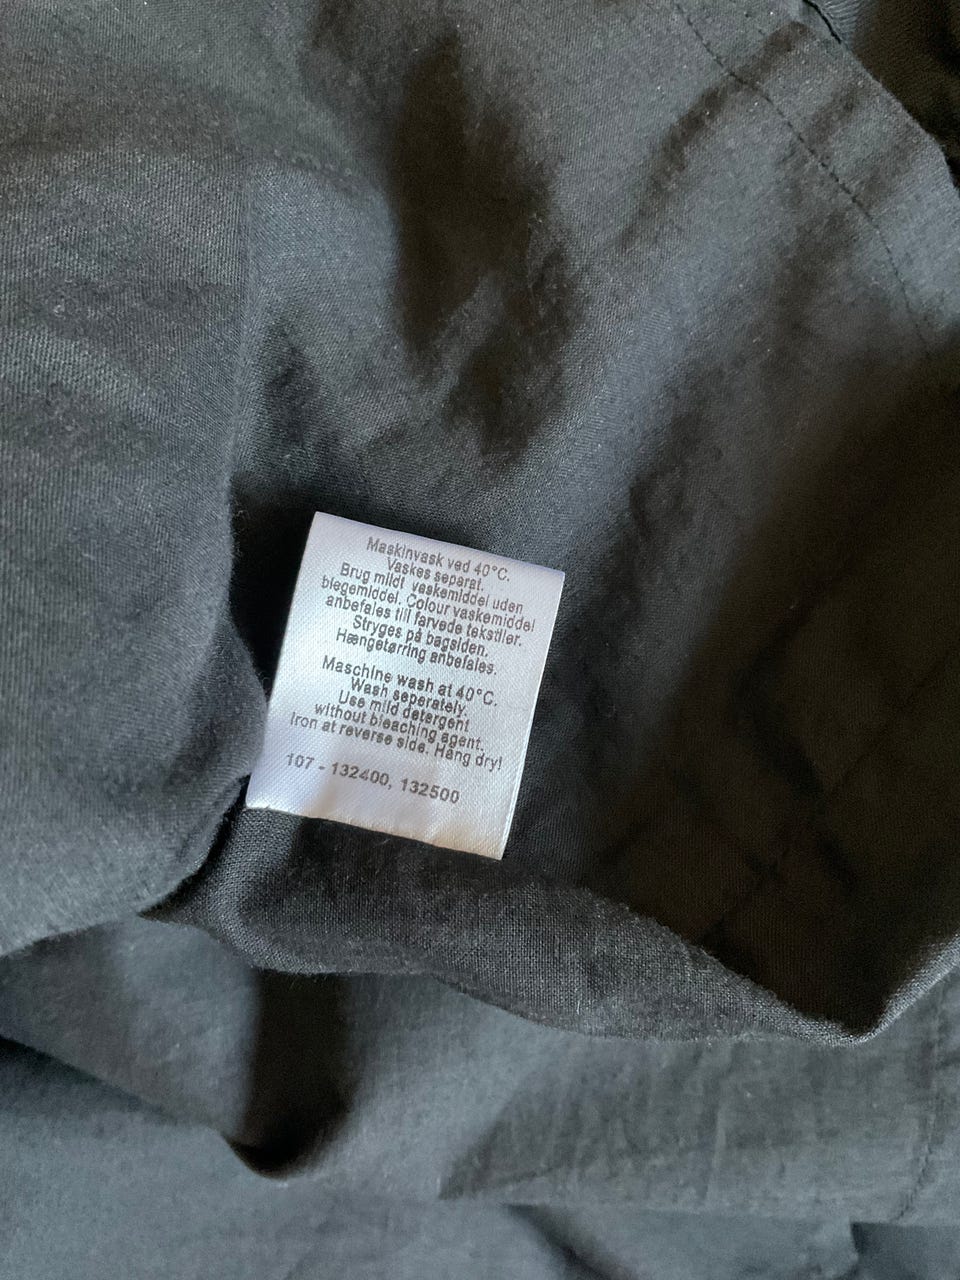 Maskinvask ved 40°C.
Vaskes separat.
Brug mildt vaskemiddel uden
blegemiddel. Colour vaskemiddel
anbefales till farvede tekstiler.
Stryges på bagsiden.
Hængetørring anbefales.
Maschine wash at 40°C.
Wash seperately.
Use mild detergent
without bleaching agent.
Iron at reverse side. Hang dry!
107 - 132400, 132500